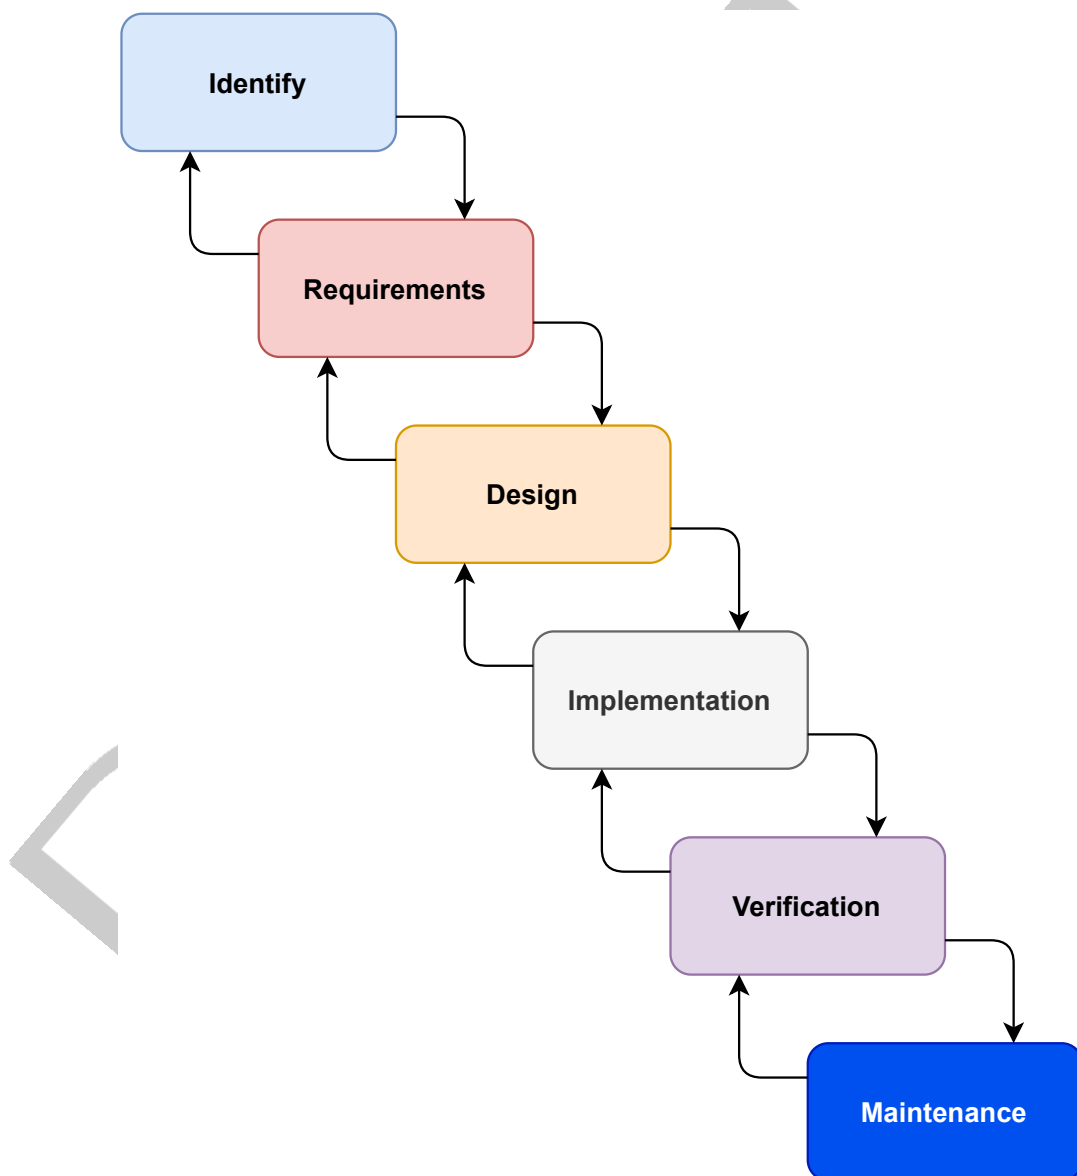 Identify
Requirements
Design
Implementation
Verification
Maintenance